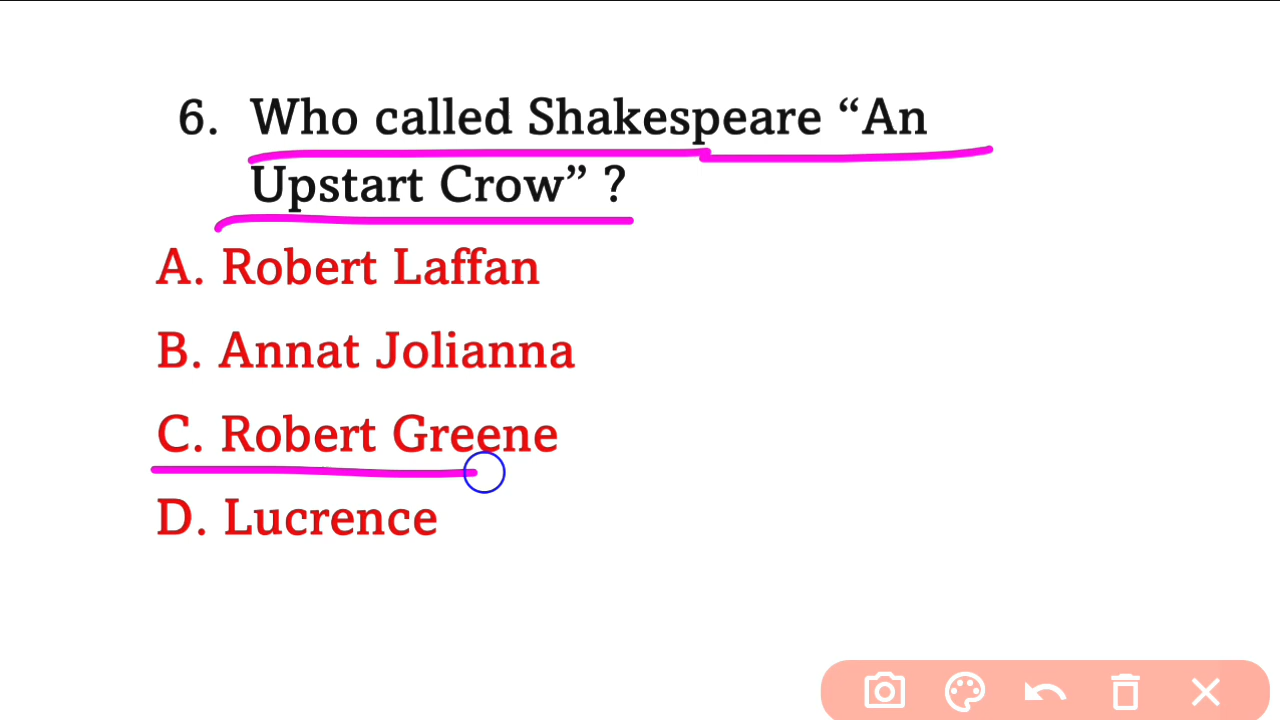 6. Who called Shakespeare “An
Upstart Crow” ?
A. Robert Laffan
B. Annat Jolianna
C. Robert Greene
D. Lucrence